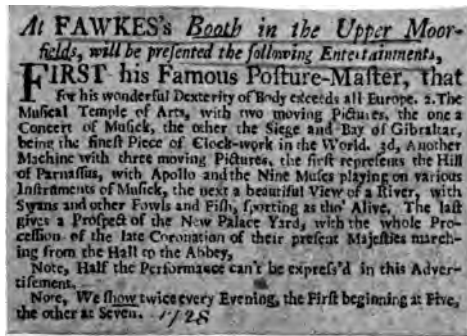 At FAWKES's Booth in the Upper Moor-
fields, will be preſented the following Entertainments,
FIRST his Famous Poſture-Maſter, that
for his wonderful Dexterity of Body exceeds all Europe. 2. The
Muſical Temple of Arts, with two moving Pictures, the one a
Concert of Muſick, the other the Siege and Bay of Gibraltar,
being the fineſt Piece of Clock-work in the World. 3d, Another
Machine with three moving Pictures, the firſt repreſents the Hill
of Parnaſſus, with Apollo and the Nine Muſes playing on various
Inſtruments of Muſick, the next a beautiful View of a River, with
Swans and other Fowls and Fiſh, ſporting as tho' Alive. The laſt
gives a Proſpect of the New Palace Yard, with the whole Pro-
ceſſion of the late Coronation of their preſent Majeſties march-
ing from the Hall to the Abbey,
Note, Half the Performance can't be expreſs'd in this Adver-
tiſement.
Note, We ſhow twice every Evening, the Firſt beginning at Five,
the other at Seven. 1728